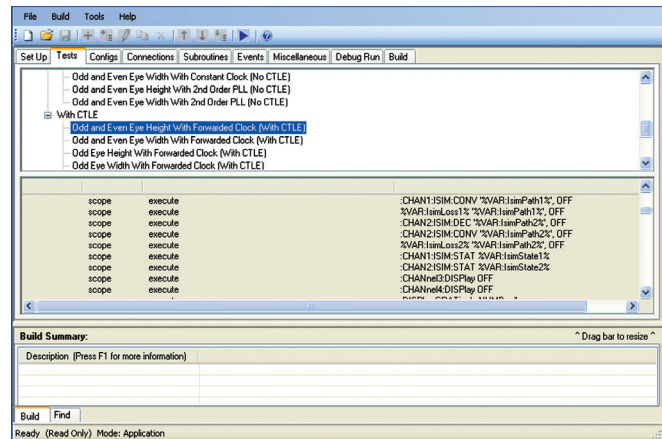 File Build Tools Help
Set Up Tests Configs Connections Subroutines Events Miscellaneous Debug Run Build
Odd and Even Eye Width With Constant Clock (No CTLE)
Odd and Even Eye Height With 2nd Order PLL (No CTLE)
Odd and Even Eye Width With 2nd Order PLL (No CTLE)
With CTLE
Odd and Even Eye Height With Forwarded Clock (With CTLE)
Odd and Even Eye Width With Forwarded Clock (With CTLE)
Odd Eye Height With Forwarded Clock (With CTLE)
Odd Eye Width With Forwarded Clock (With CTLE)
scope execute :CHAN1:ISIM:CONV '%VAR:IsimPath1%', OFF
scope execute %VAR:IsimLoss1% '%VAR:IsimPath1%', OFF
scope execute :CHAN2:ISIM:DEC '%VAR:IsimPath2%', OFF
scope execute :CHAN2:ISIM:CONV '%VAR:IsimPath2%', OFF
scope execute %VAR:IsimLoss2% '%VAR:IsimPath2%', OFF
scope execute :CHAN1:ISIM:STAT %VAR:IsimState1%
scope execute :CHAN2:ISIM:STAT %VAR:IsimState2%
scope execute :CHANnel3:DISPlay OFF
scope execute :CHANnel4:DISPlay OFF
Build Summary: ^ Drag bar to resize ^
Description (Press F1 for more information)
Build Find
Ready (Read Only) Mode: Application